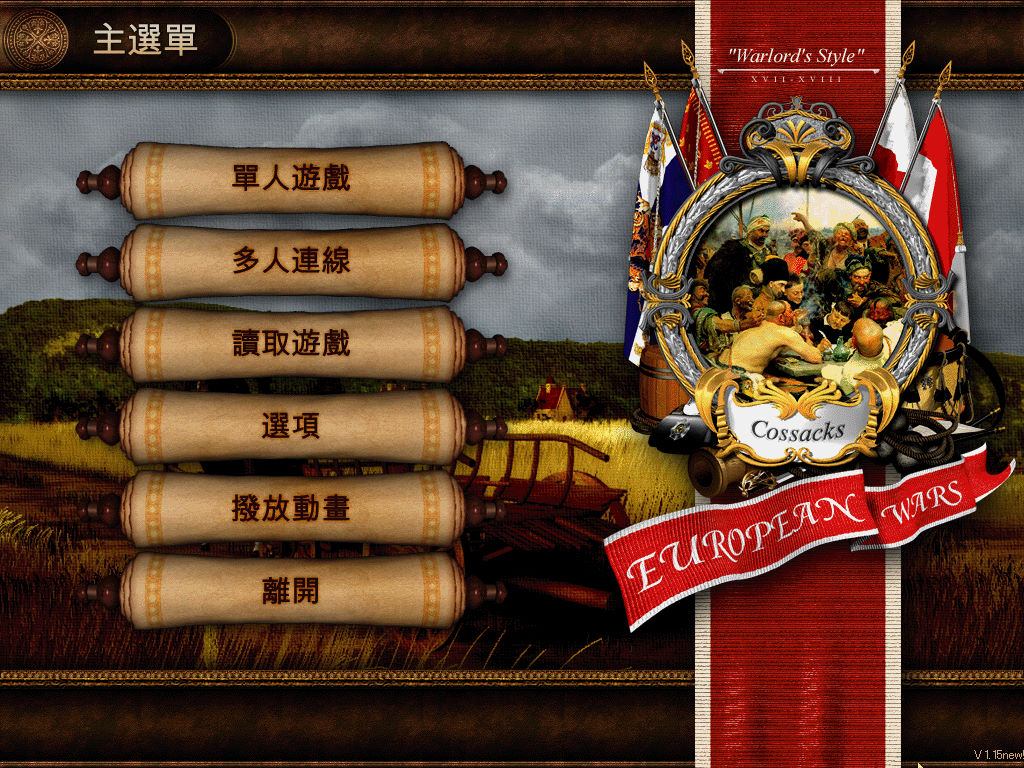 主選單
單人遊戲
多人連線
讀取遊戲
選項
撥放動畫
離開
"Warlord's Style"
XVII-XVIII
Cossacks
EUROPEAN WARS
V 1.15new!